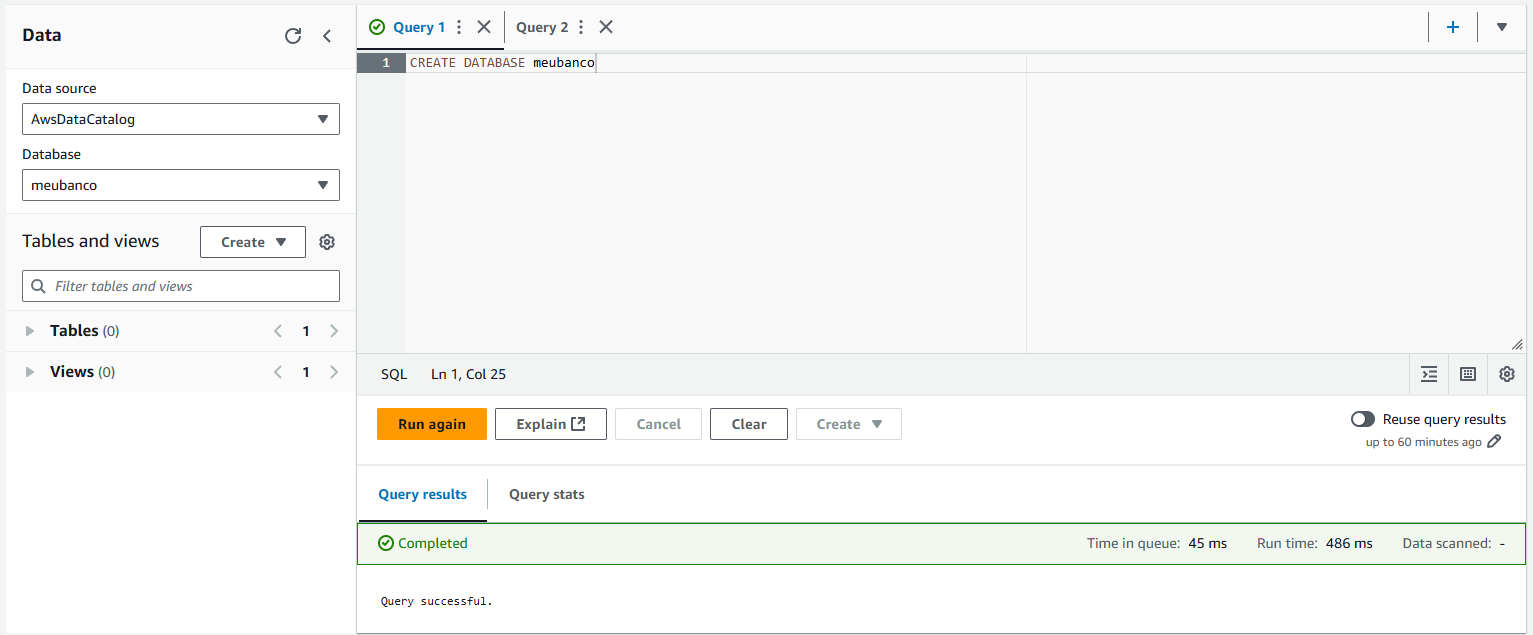 Data
Data source
AwsDataCatalog
Database
meubanco
Tables and views
Create
Filter tables and views
Tables (0)
1
Views (0)
1
Query 1
Query 2
1 CREATE DATABASE meubanco
SQL Ln 1, Col 25
Run again Explain Cancel Clear Create
Reuse query results
up to 60 minutes ago
Query results Query stats
Completed Time in queue: 45 ms Run time: 486 ms Data scanned: -
Query successful.